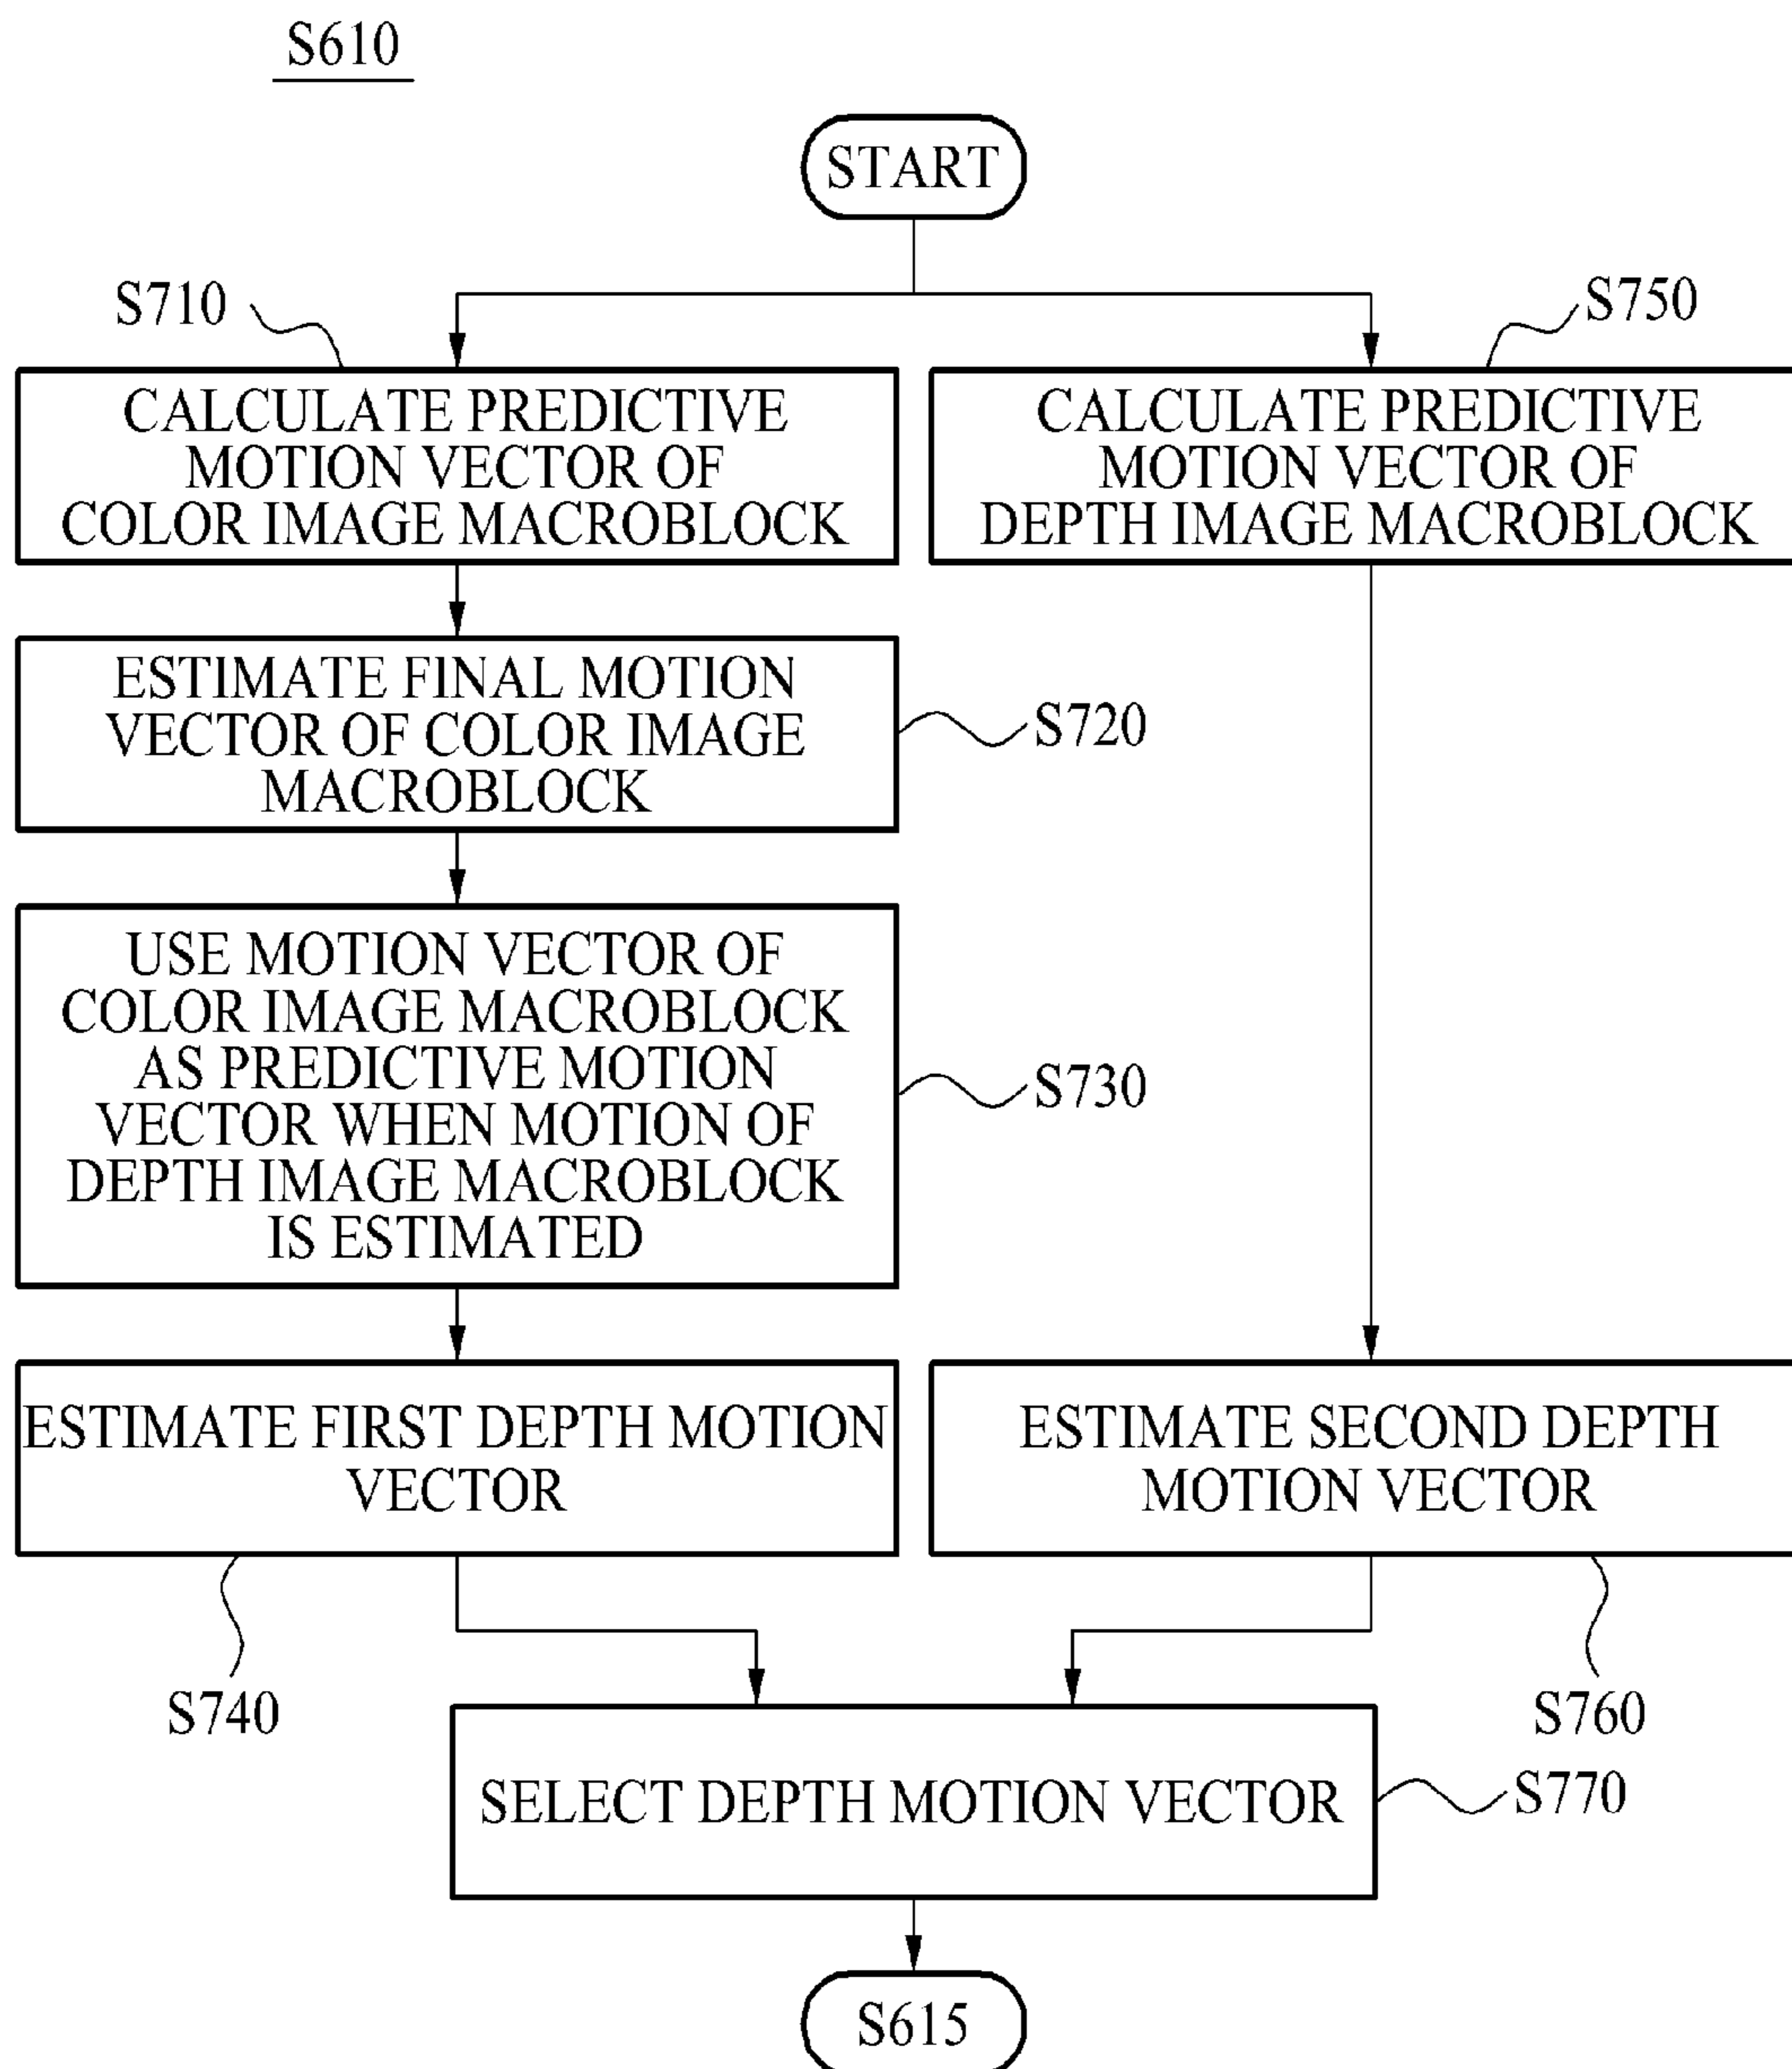 S610
START
S710
S750
CALCULATE PREDICTIVE
MOTION VECTOR OF
COLOR IMAGE MACROBLOCK
CALCULATE PREDICTIVE
MOTION VECTOR OF
DEPTH IMAGE MACROBLOCK
ESTIMATE FINAL MOTION
VECTOR OF COLOR IMAGE
MACROBLOCK
S720
USE MOTION VECTOR OF
COLOR IMAGE MACROBLOCK
AS PREDICTIVE MOTION
VECTOR WHEN MOTION OF
DEPTH IMAGE MACROBLOCK
IS ESTIMATED
S730
ESTIMATE FIRST DEPTH MOTION
VECTOR
ESTIMATE SECOND DEPTH
MOTION VECTOR
S740
S760
SELECT DEPTH MOTION VECTOR
S770
S615